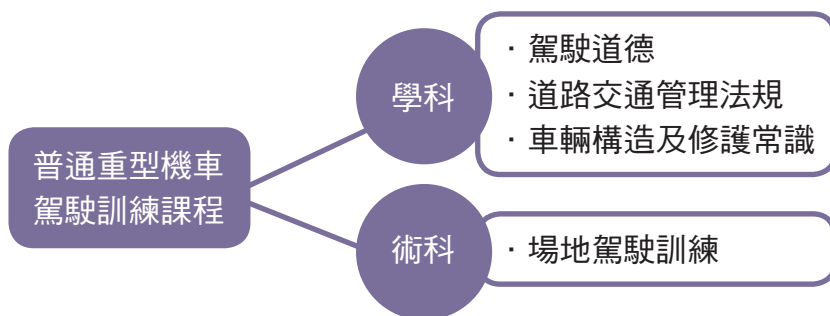 普通重型機車
駕駛訓練課程
學科
・駕駛道德
・道路交通管理法規
・車輛構造及修護常識
術科
・場地駕駛訓練